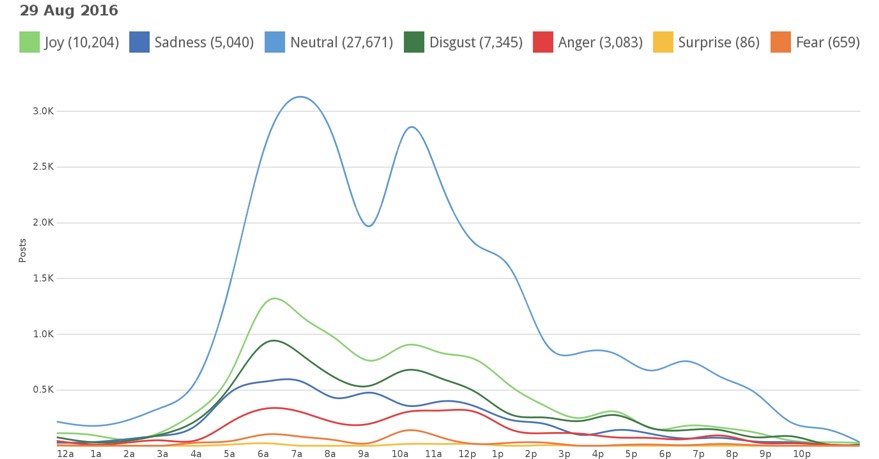 29 Aug 2016
Joy (10,204) Sadness (5,040) Neutral (27,671) Disgust (7,345) Anger (3,083) Surprise (86) Fear (659)
3.0K
2.5K
2.0K
Posts
1.5K
1.0K
0.5K
12a 1a 2a 3a 4a 5a 6a 7a 8a 9a 10a 11a 12p 1p 2p 3p 4p 5p 6p 7p 8p 9p 10p